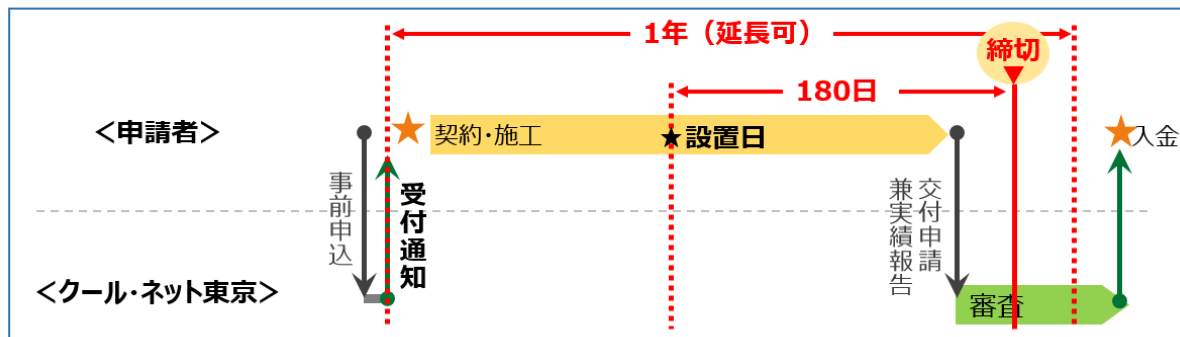 1年（延長可）
締切
180日
＜申請者＞
契約・施工
★設置日
入金
事前申込
受付通知
交付申請
兼実績報告
＜クール・ネット東京＞
審査